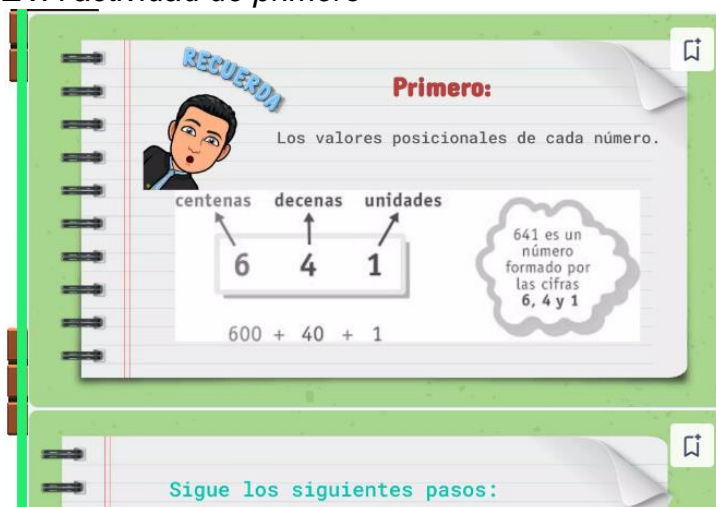 RECUERDA
Primero:
Los valores posicionales de cada número.
centenas decenas unidades
6 4 1
600 + 40 + 1
641 es un
número
formado por
las cifras
6, 4 y 1
Sigue los siguientes pasos: